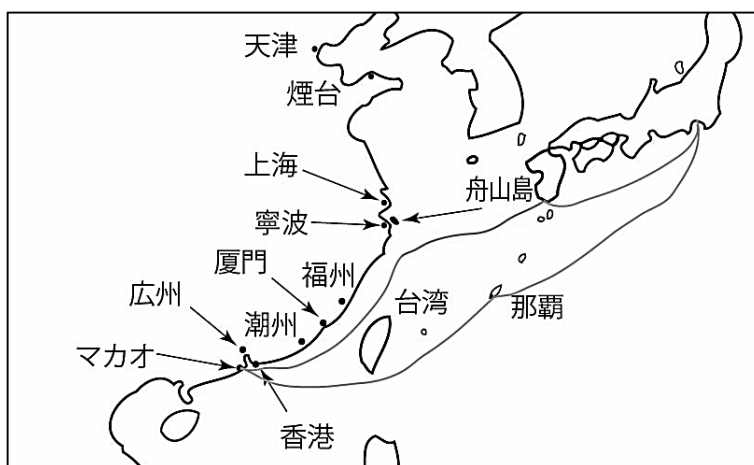 天津
煙台
上海
舟山島
寧波
厦門
福州
広州
潮州
台湾
那覇
マカオ
香港